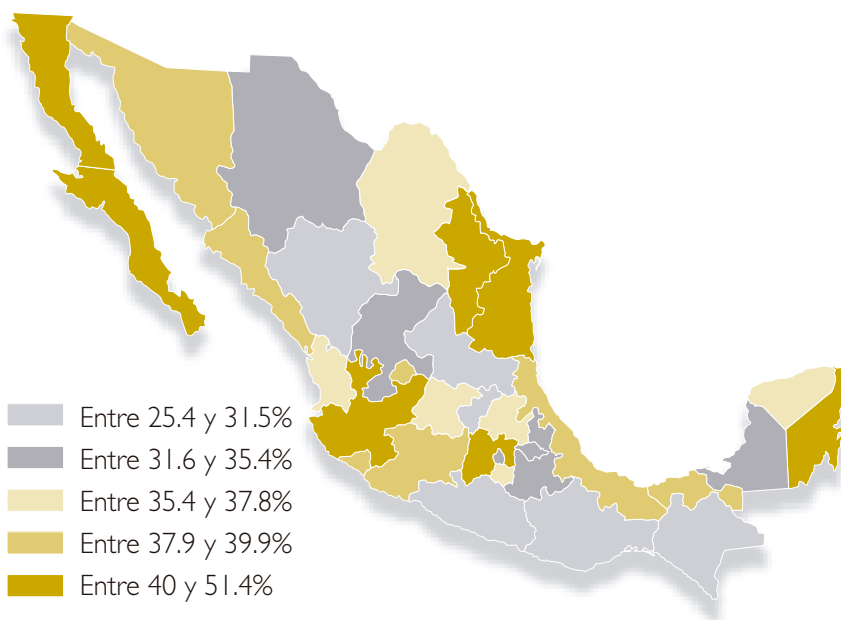 Entre 25.4 y 31.5%
Entre 31.6 y 35.4%
Entre 35.4 y 37.8%
Entre 37.9 y 39.9%
Entre 40 y 51.4%